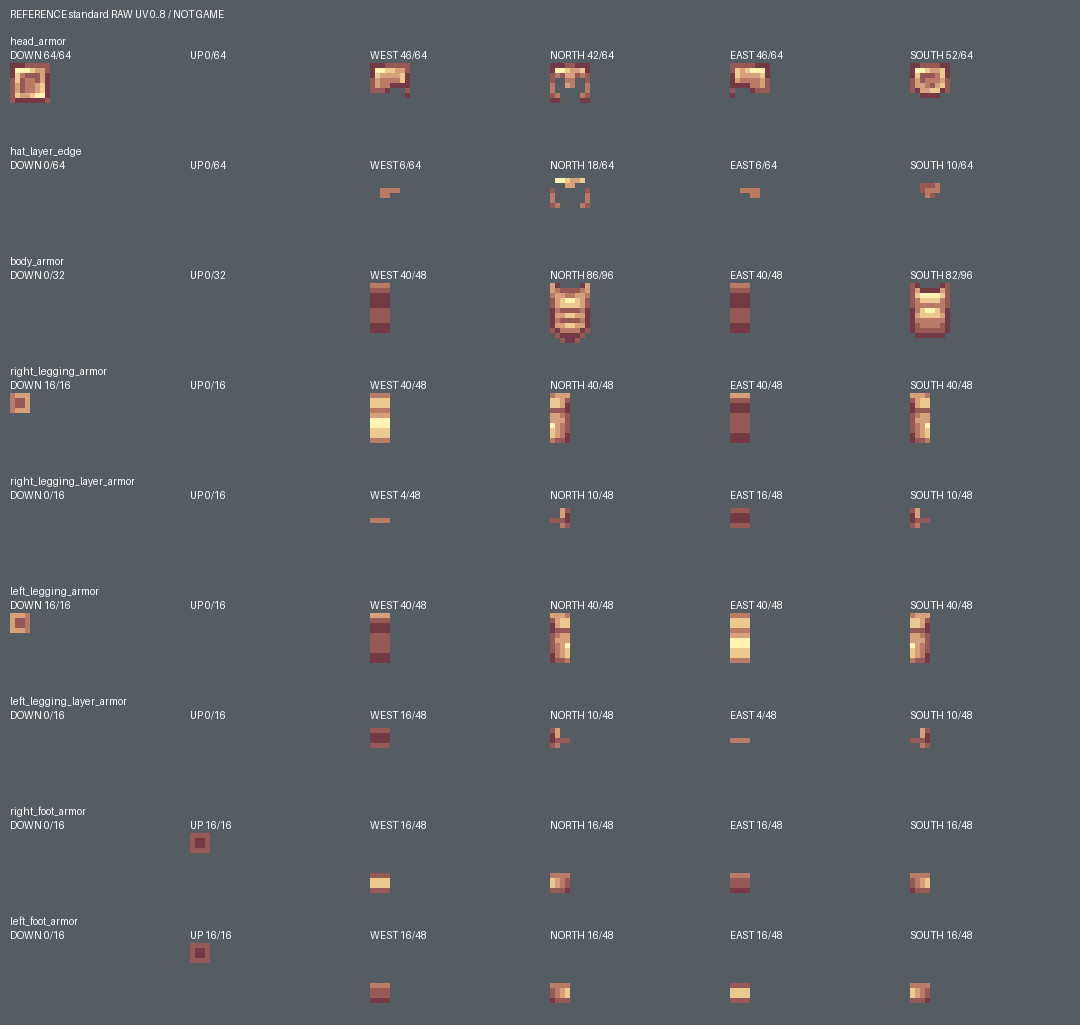 REFERENCE standard RAW UV 0..8 / NOT GAME
head_armor
DOWN 64/64 UP 0/64 WEST 46/64 NORTH 42/64 EAST 46/64 SOUTH 52/64
hat_layer_edge
DOWN 0/64 UP 0/64 WEST 6/64 NORTH 18/64 EAST 6/64 SOUTH 10/64
body_armor
DOWN 0/32 UP 0/32 WEST 40/48 NORTH 86/96 EAST 40/48 SOUTH 82/96
right_legging_armor
DOWN 16/16 UP 0/16 WEST 40/48 NORTH 40/48 EAST 40/48 SOUTH 40/48
right_legging_layer_armor
DOWN 0/16 UP 0/16 WEST 4/48 NORTH 10/48 EAST 16/48 SOUTH 10/48
left_legging_armor
DOWN 16/16 UP 0/16 WEST 40/48 NORTH 40/48 EAST 40/48 SOUTH 40/48
left_legging_layer_armor
DOWN 0/16 UP 0/16 WEST 16/48 NORTH 10/48 EAST 4/48 SOUTH 10/48
right_foot_armor
DOWN 0/16 UP 16/16 WEST 16/48 NORTH 16/48 EAST 16/48 SOUTH 16/48
left_foot_armor
DOWN 0/16 UP 16/16 WEST 16/48 NORTH 16/48 EAST 16/48 SOUTH 16/48